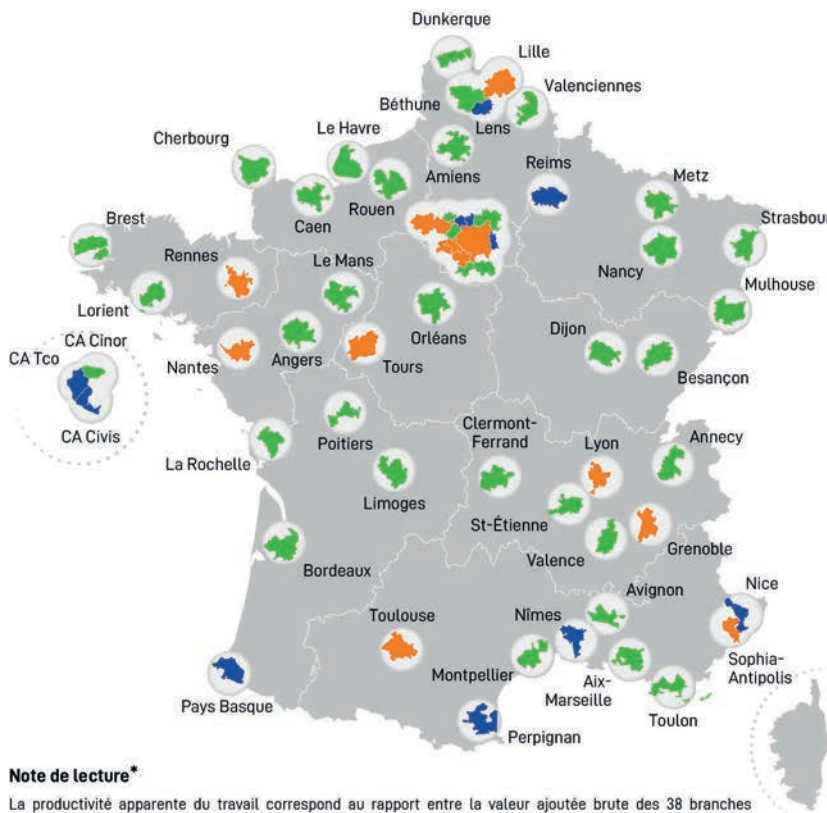 Dunkerque
Lille
Valenciennes
Béthune
Lens
Cherbourg
Le Havre
Amiens
Reims
Metz
Rouen
Caen
Strasbourg
Brest
Rennes
Le Mans
Nancy
Mulhouse
Lorient
Orléans
Dijon
CA Cinor
CA Tco
Nantes
Angers
Tours
Besançon
CA Civis
Poitiers
Clermont-
Ferrand
Lyon
Annecy
La Rochelle
Limoges
St-Étienne
Valence
Grenoble
Bordeaux
Avignon
Nice
Toulouse
Nîmes
Sophia-
Antipolis
Montpellier
Aix-
Marseille
Pays Basque
Toulon
Perpignan
Note de lecture*
La productivité apparente du travail correspond au rapport entre la valeur ajoutée brute des 38 branches